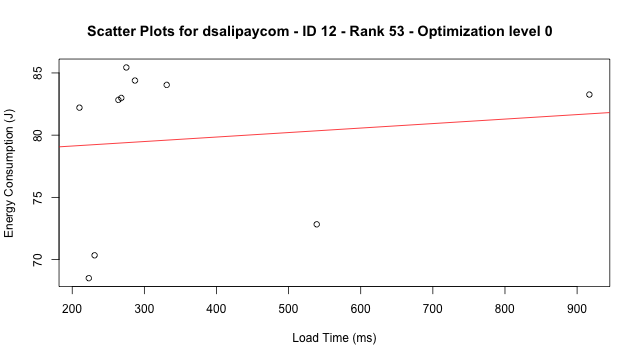 Scatter Plots for dsalipaycom - ID 12 - Rank 53 - Optimization level 0
85
80
75
70
Energy Consumption (J)
200 300 400 500 600 700 800 900
Load Time (ms)